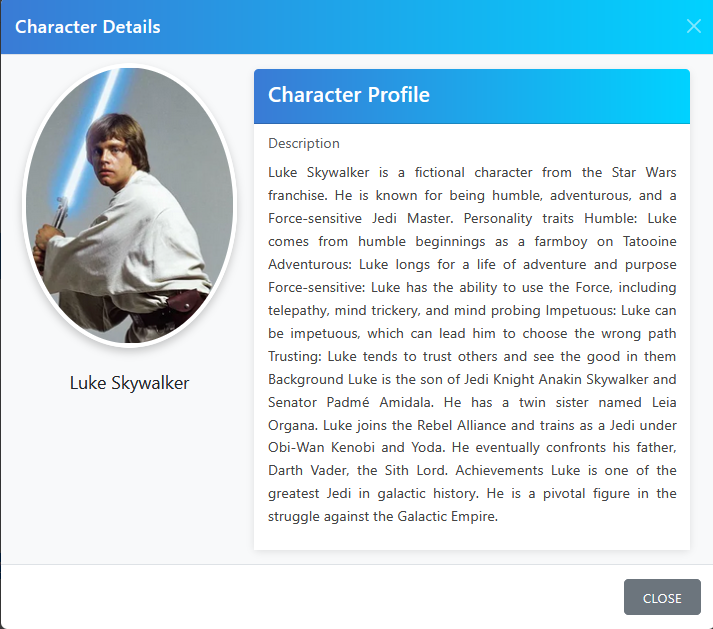 Character Details
Character Profile
Description
Luke Skywalker is a fictional character from the Star Wars
franchise. He is known for being humble, adventurous, and a
Force-sensitive Jedi Master. Personality traits Humble: Luke
comes from humble beginnings as a farmboy on Tatooine
Adventurous: Luke longs for a life of adventure and purpose
Force-sensitive: Luke has the ability to use the Force, including
telepathy, mind trickery, and mind probing Impetuous: Luke can
be impetuous, which can lead him to choose the wrong path
Trusting: Luke tends to trust others and see the good in them
Background Luke is the son of Jedi Knight Anakin Skywalker and
Senator Padmé Amidala. He has a twin sister named Leia
Organa. Luke joins the Rebel Alliance and trains as a Jedi under
Obi-Wan Kenobi and Yoda. He eventually confronts his father,
Darth Vader, the Sith Lord. Achievements Luke is one of the
greatest Jedi in galactic history. He is a pivotal figure in the
struggle against the Galactic Empire.
Luke Skywalker
CLOSE